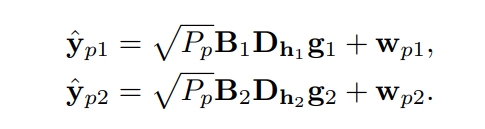 ŷ_{p1} = √P_p B_1 D_{h_1} g_1 + w_{p1},
ŷ_{p2} = √P_p B_2 D_{h_2} g_2 + w_{p2}.